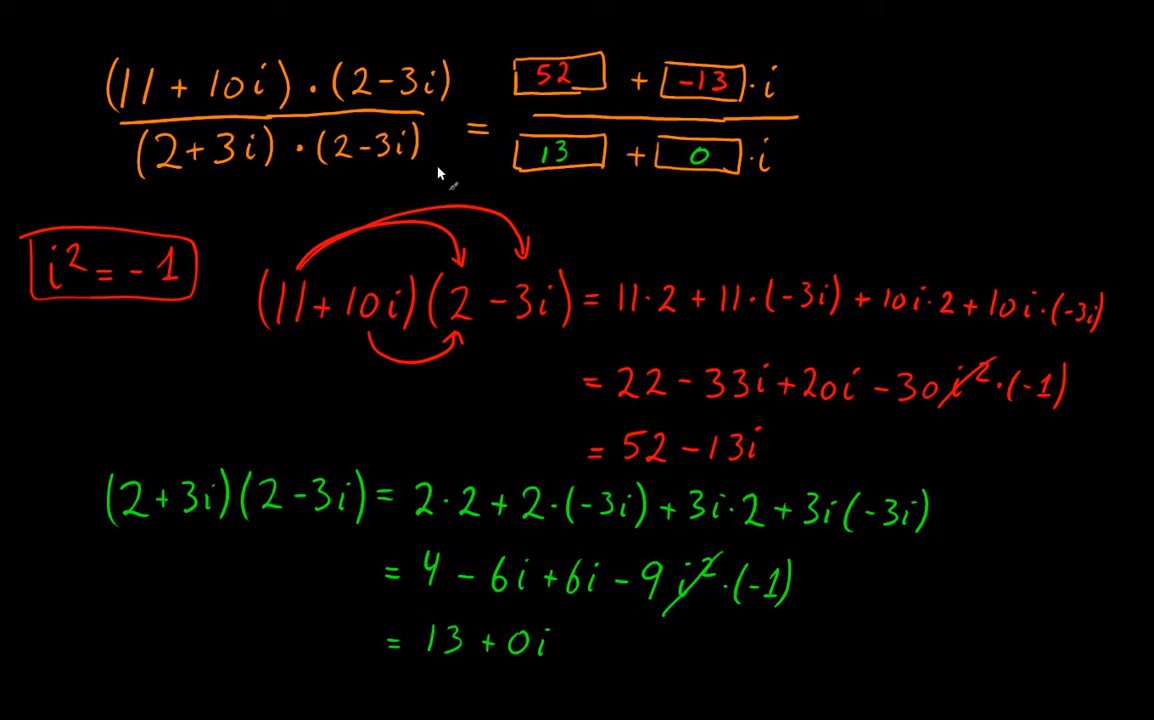 (11 + 10i) · (2-3i) / (2+3i) · (2-3i) = 52 + -13 · i / 13 + 0 · i
i² = -1
(11+10i)(2-3i) = 11·2 + 11·(-3i) + 10i·2 + 10i·(-3i)
= 22 - 33i + 20i - 30i²·(-1)
= 52 - 13i
(2+3i)(2-3i) = 2·2 + 2·(-3i) + 3i·2 + 3i(-3i)
= 4 - 6i + 6i - 9i²·(-1)
= 13 + 0i